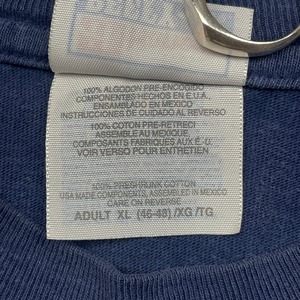 100% ALGODON PRE-ENCOGIDO
COMPONENTES HECHOS EN E.U.A.
ENSAMBLADO EN MEXICO
INSTRUCCIONES DE CUIDADO AL REVERSO
100% COTON PRE-RETRECI
ASSEMBLE AU MEXIQUE
COMPOSANTS FABRIQUES AUX E.-U.
VOIR VERSO POUR ENTRETIEN
100% PRESHRUNK COTTON
USA MADE COMPONENTS, ASSEMBLED IN MEXICO
CARE ON REVERSE
ADULT XL (46-48) /XG/TG